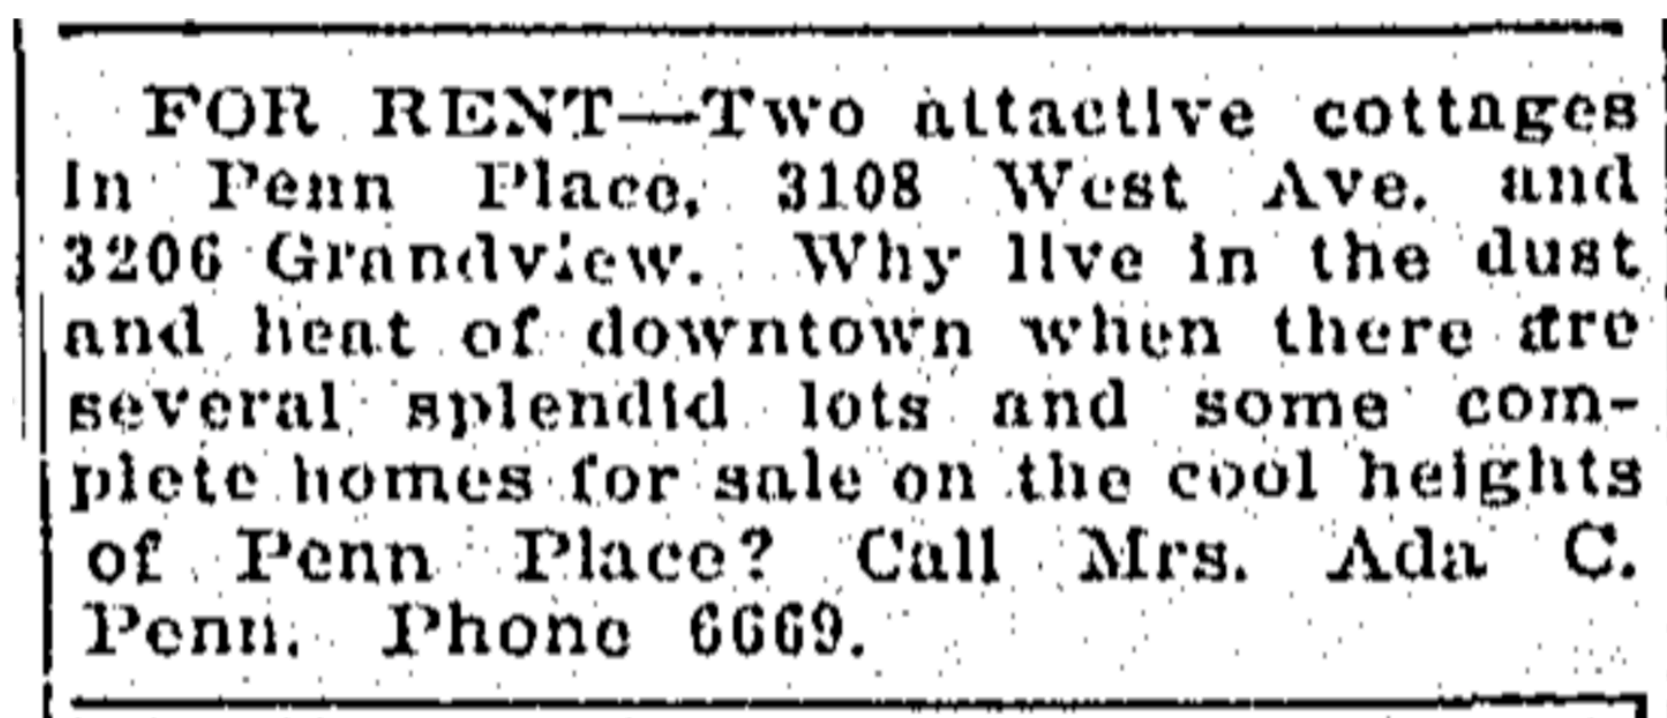 FOR RENT—Two attactive cottages
in Penn Place, 3108 West Ave. and
3206 Grandview. Why live in the dust
and heat of downtown when there are
several splendid lots and some com-
plete homes for sale on the cool heights
of Penn Place? Call Mrs. Ada C.
Penn. Phone 6669.